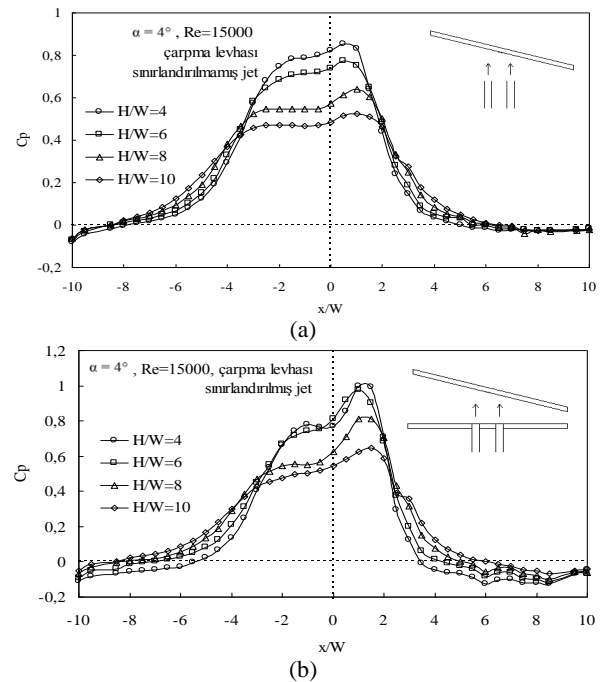 1
α = 4° , Re=15000
çarpma levhası
sınırlandırılmamış jet
0,8
0,6
H/W=4
H/W=6
H/W=8
H/W=10
Cp
0,4
0,2
0
-0,2
-10 -8 -6 -4 -2 0 2 4 6 8 10
x/W
(a)
1,2
α = 4° , Re=15000, çarpma levhası
sınırlandırılmış jet
1
0,8
H/W=4
H/W=6
H/W=8
H/W=10
0,6
Cp
0,4
0,2
0
-0,2
-10 -8 -6 -4 -2 0 2 4 6 8 10
x/W
(b)